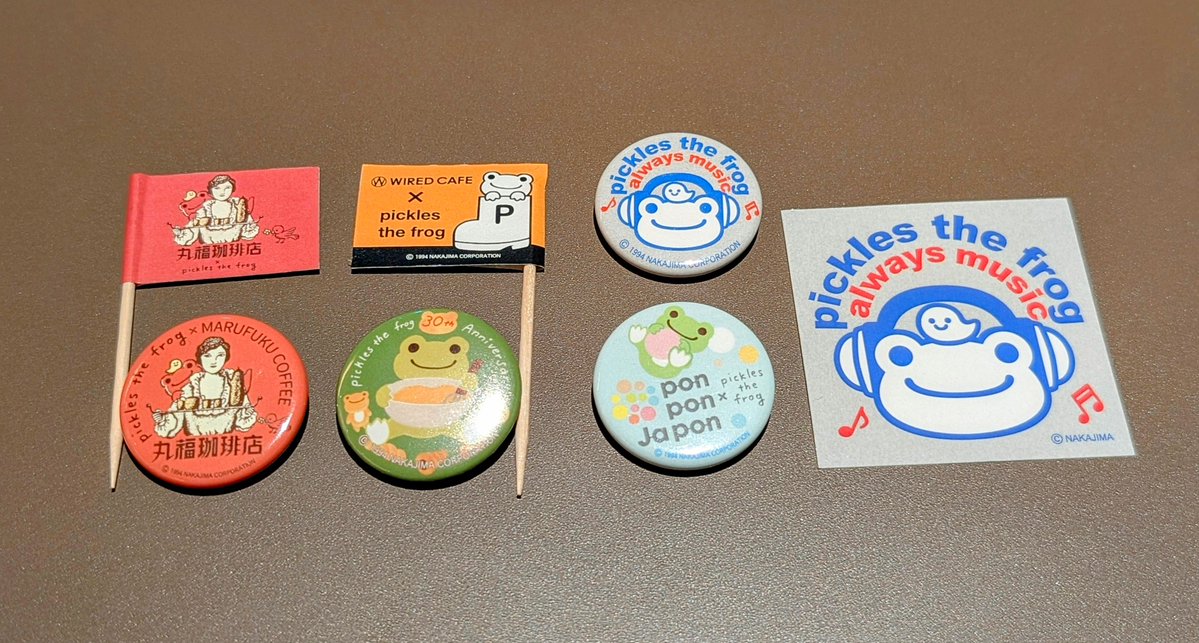 丸福珈琲店
×
pickles the frog
W WIRED CAFE
×
pickles
the frog
P
© 1994 NAKAJIMA CORPORATION
pickles the frog
always music
© 1994 NAKAJIMA CORPORATION
pickles the frog
always music
© NAKAJIMA
pickles the frog × MARUFUKU COFFEE
丸福珈琲店
© 1994 NAKAJIMA CORPORATION
pickles the frog 30th Anniversary
© 1994 NAKAJIMA CORPORATION
pon
pon
Japon
×
pickles
the
frog
© 1994 NAKAJIMA CORPORATION